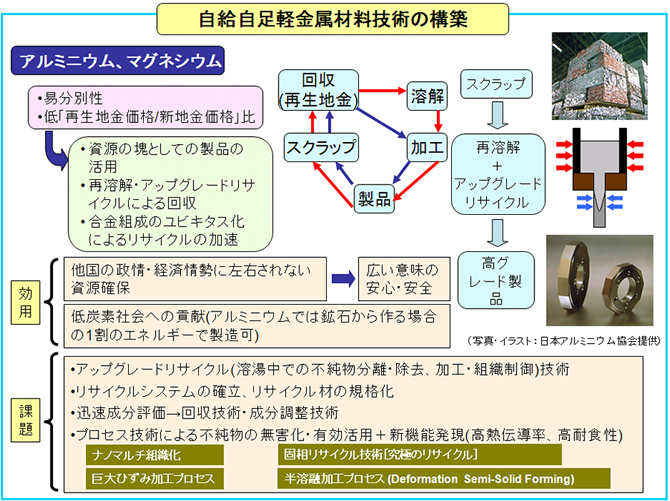 自給自足軽金属材料技術の構築
アルミニウム、マグネシウム
・易分別性
・低｢再生地金価格/新地金価格｣比
・資源の塊としての製品の
活用
・再溶解・アップグレードリサ
イクルによる回収
・合金組成のユビキタス化
によるリサイクルの加速
回収
(再生地金)
溶解
加工
製品
スクラップ
スクラップ
再溶解
＋
アップグレード
リサイクル
高グ
レード製
品
(写真・イラスト：日本アルミニウム協会提供)
効用
他国の政情・経済情勢に左右されない
資源確保
広い意味の
安心・安全
低炭素社会への貢献(アルミニウムでは鉱石から作る場合
の1割のエネルギーで製造可)
課題
・アップグレードリサイクル(溶湯中での不純物分離・除去、加工・組織制御)技術
・リサイクルシステムの確立、リサイクル材の規格化
・迅速成分評価→回収技術・成分調整技術
・プロセス技術による不純物の無害化・有効活用＋新機能発現(高熱伝導率、高耐食性)
ナノマルチ組織化
固相リサイクル技術[究極のリサイクル]
巨大ひずみ加工プロセス
半溶融加工プロセス(Deformation Semi-Solid Forming)